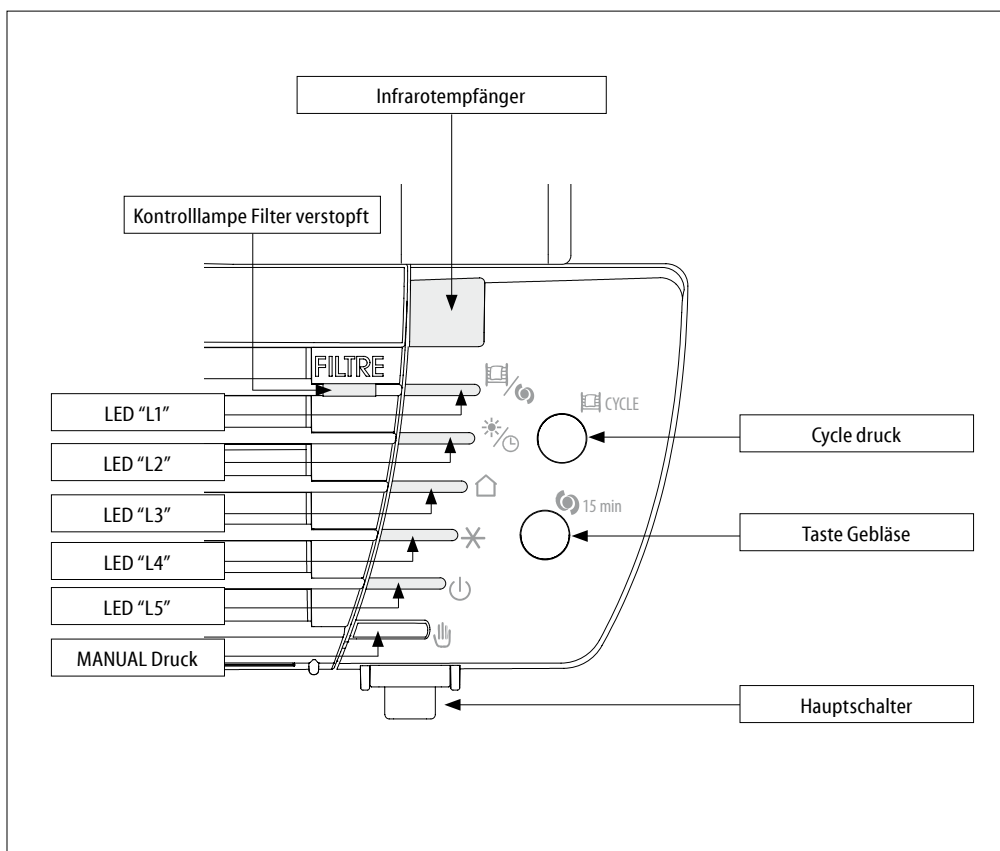 Infrarotempfänger
Kontrolllampe Filter verstopft
FILTRE
LED “L1”
CYCLE
Cycle druck
LED “L2”
LED “L3”
15 min
Taste Gebläse
LED “L4”
LED “L5”
MANUAL Druck
Hauptschalter